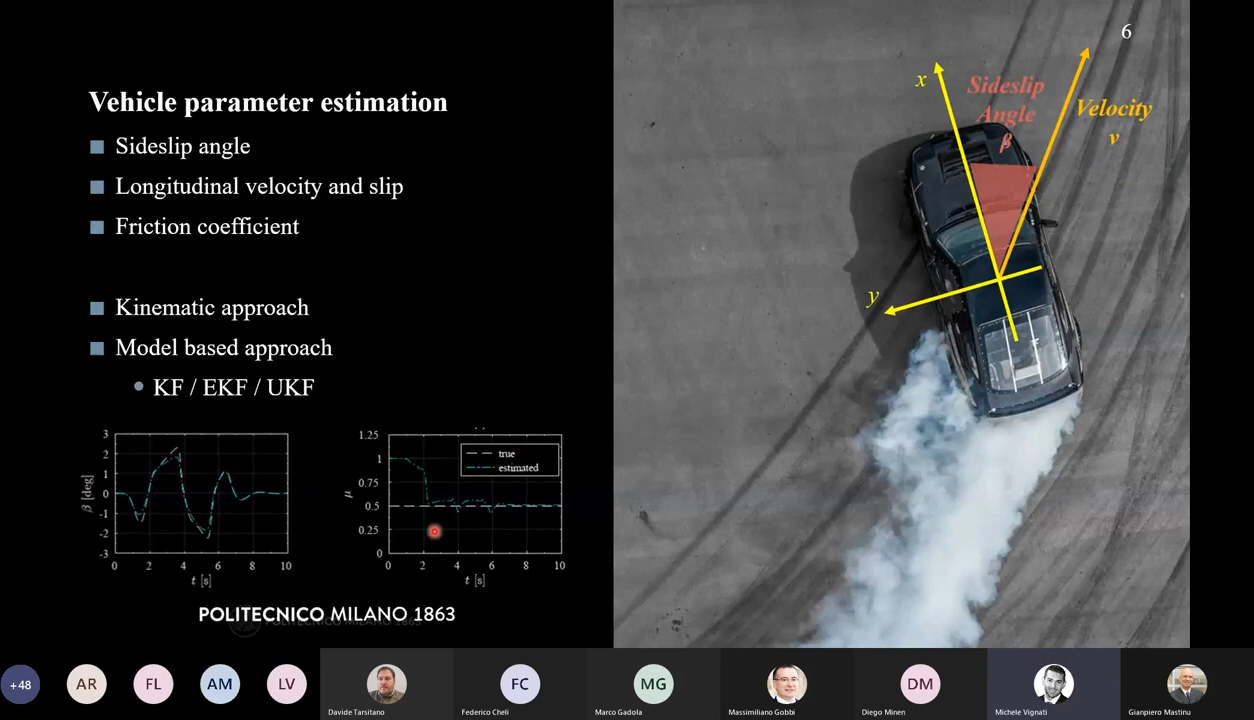 6
Vehicle parameter estimation
Sideslip angle
Longitudinal velocity and slip
Friction coefficient
Kinematic approach
Model based approach
KF / EKF / UKF
x
Sideslip
Angle
β
Velocity
v
y
3
2
1
0
-1
-2
-3
β [deg]
0 2 4 6 8 10
t [s]
1.25
1
0.75
0.5
0.25
0
μ
true
estimated
0 2 4 6 8 10
t [s]
POLITECNICO MILANO 1863
POLITECNICO MILANO 1863
+48
AR
FL
AM
LV
Davide Tarsitano
FC
Federico Cheli
MG
Marco Gadola
Massimiliano Gobbi
DM
Diego Minen
Michele Vignati
Gianpiero Mastinu